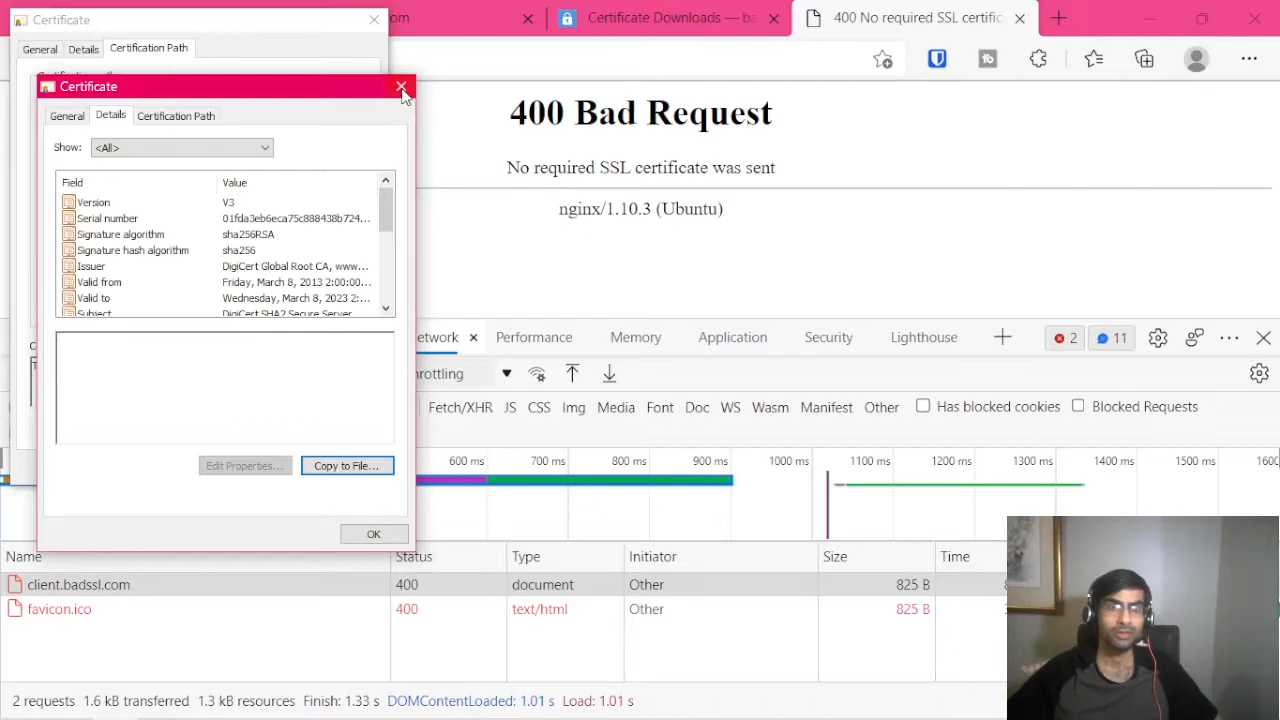 Certificate
om
Certificate Downloads — ba
400 No required SSL certific
General
Details
Certification Path
Certificate
General
Details
Certification Path
Show:
<All>
Field
Value
Version
V3
Serial number
01fda3eb6eca75c888438b724...
Signature algorithm
sha256RSA
Signature hash algorithm
sha256
Issuer
DigiCert Global Root CA, www...
Valid from
Friday, March 8, 2013 2:00:00...
Valid to
Wednesday, March 8, 2023 2:...
Subject
DigiCert SHA2 Secure Server
Edit Properties...
Copy to File...
OK
400 Bad Request
No required SSL certificate was sent
nginx/1.10.3 (Ubuntu)
etwork
Performance
Memory
Application
Security
Lighthouse
2
11
rottling
Fetch/XHR
JS
CSS
Img
Media
Font
Doc
WS
Wasm
Manifest
Other
Has blocked cookies
Blocked Requests
600 ms
700 ms
800 ms
900 ms
1000 ms
1100 ms
1200 ms
1300 ms
1400 ms
1500 ms
1600
Name
Status
Type
Initiator
Size
Time
client.badssl.com
400
document
Other
825 B
favicon.ico
400
text/html
Other
825 B
2 requests
1.6 kB transferred
1.3 kB resources
Finish: 1.33 s
DOMContentLoaded: 1.01 s
Load: 1.01 s